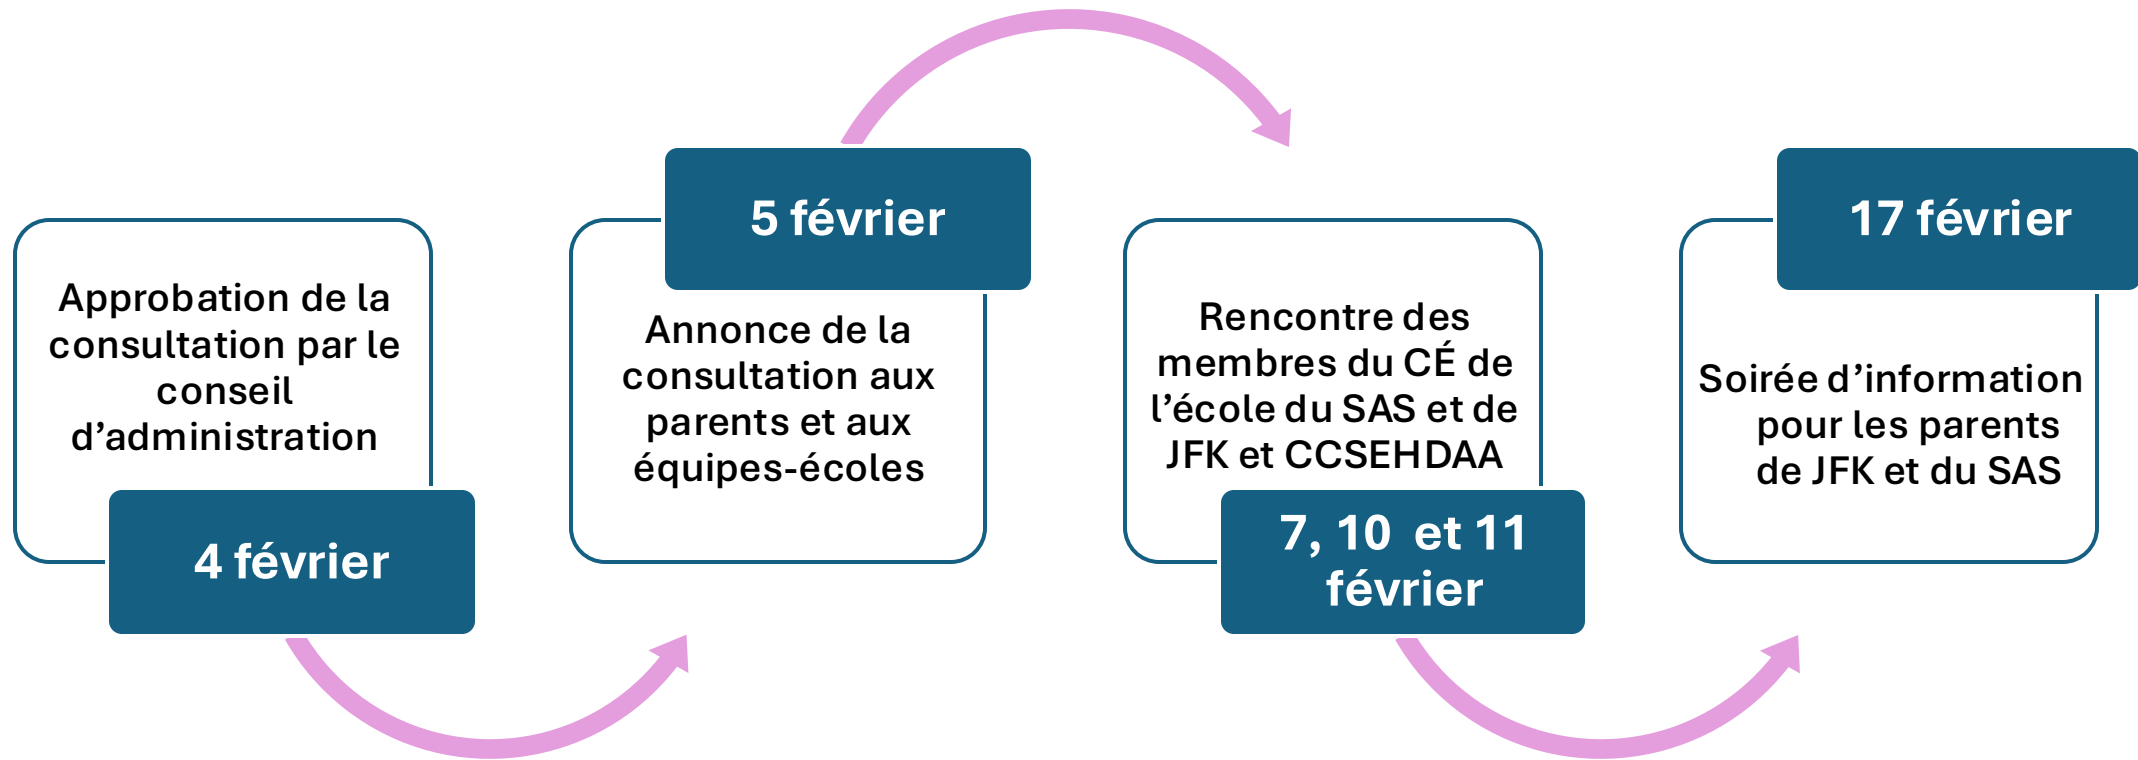 Approbation de la
consultation par le
conseil
d’administration
4 février
5 février
Annonce de la
consultation aux
parents et aux
équipes-écoles
Rencontre des
membres du CÉ de
l’école du SAS et de
JFK et CCSEHDAA
7, 10 et 11
février
17 février
Soirée d’information
pour les parents
de JFK et du SAS